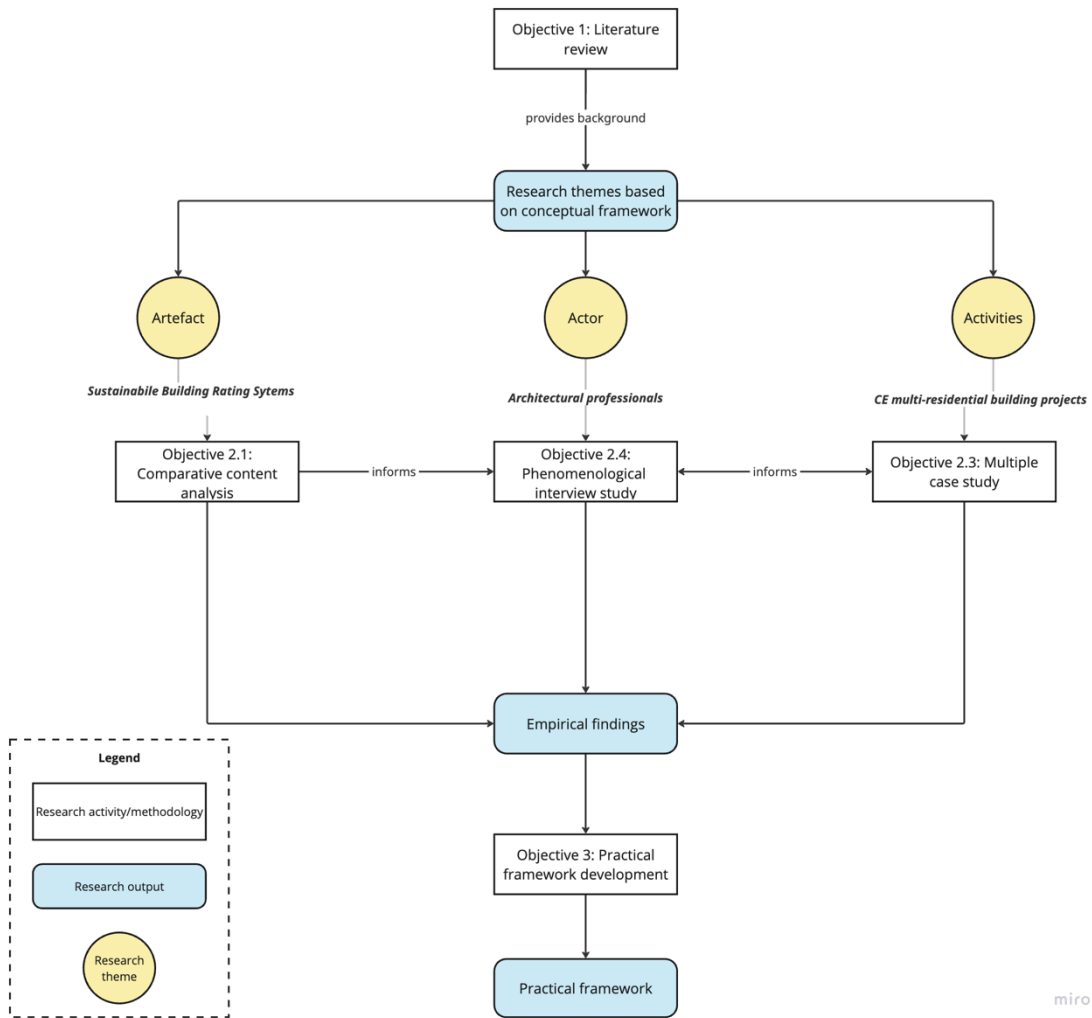 Objective 1: Literature
review
provides background
Research themes based
on conceptual framework
Artefact
Actor
Activities
Sustainabile Building Rating Sytems
Architectural professionals
CE multi-residential building projects
Objective 2.1:
Comparative content
analysis
informs
Objective 2.4:
Phenomenological
interview study
informs
Objective 2.3: Multiple
case study
Empirical findings
Legend
Research activity/methodology
Research output
Research
theme
Objective 3: Practical
framework development
Practical framework
miro